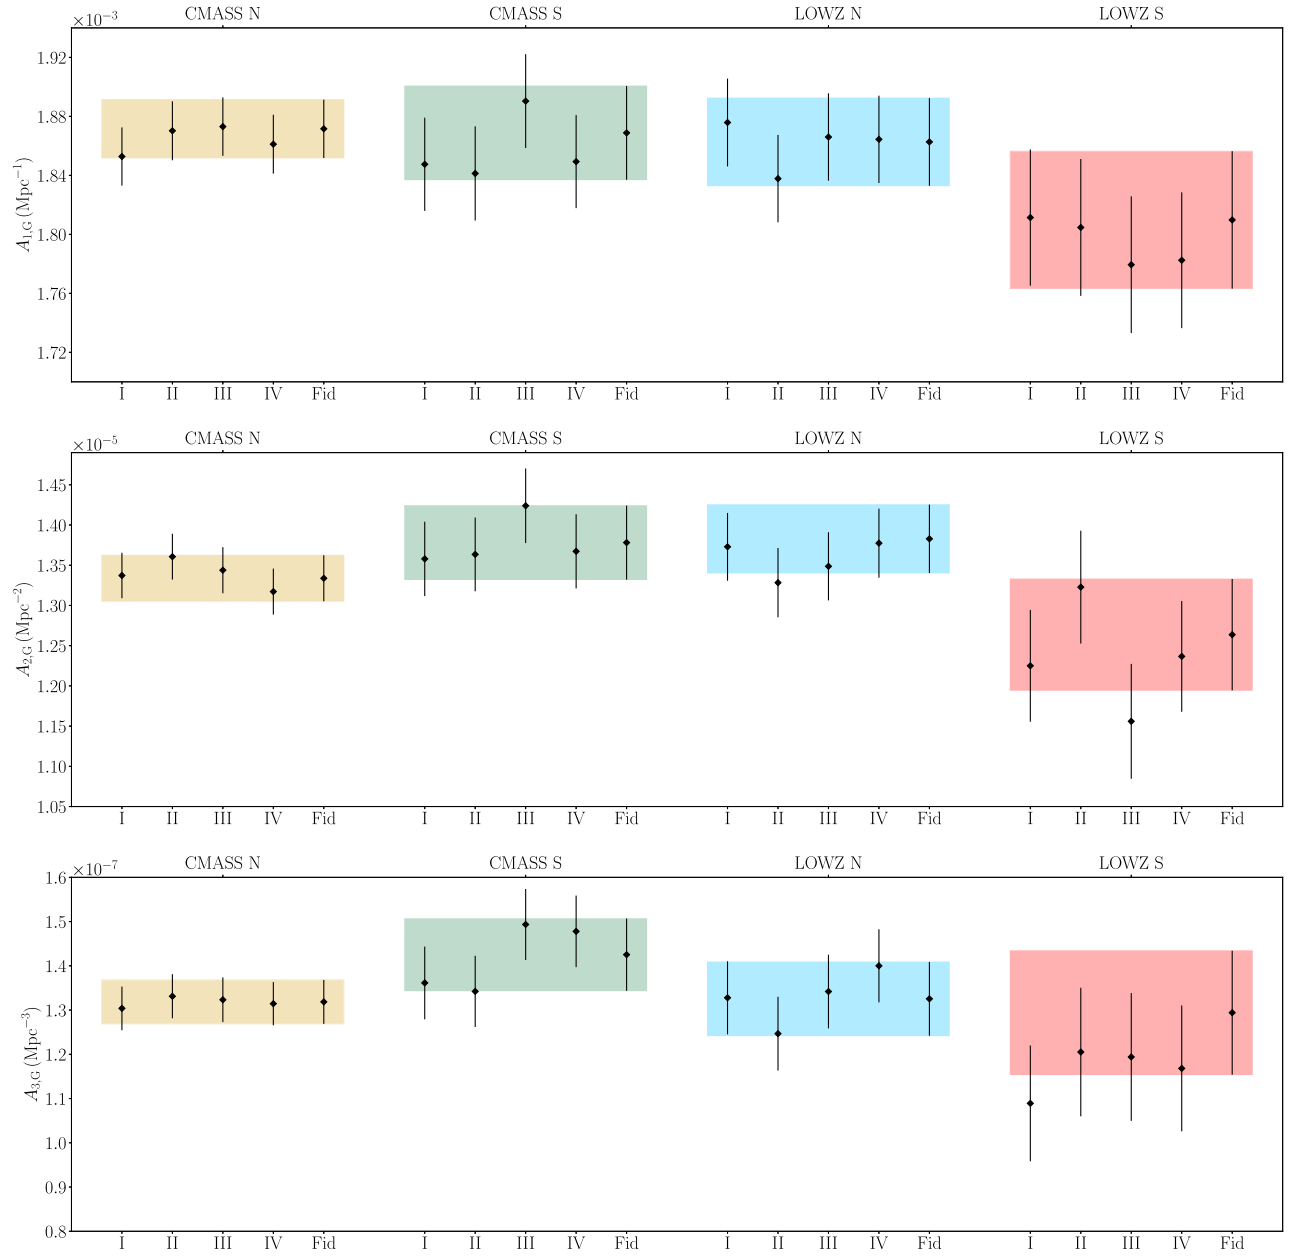 ×10⁻³ CMASS N CMASS S LOWZ N LOWZ S
1.92
1.88
1.84
1.80
1.76
1.72
A₁,G (Mpc⁻¹)
I II III IV Fid I II III IV Fid I II III IV Fid I II III IV Fid
×10⁻⁵ CMASS N CMASS S LOWZ N LOWZ S
1.45
1.40
1.35
1.30
1.25
1.20
1.15
1.10
1.05
A₂,G (Mpc⁻²)
I II III IV Fid I II III IV Fid I II III IV Fid I II III IV Fid
×10⁻⁷ CMASS N CMASS S LOWZ N LOWZ S
1.6
1.5
1.4
1.3
1.2
1.1
1.0
0.9
0.8
A₃,G (Mpc⁻³)
I II III IV Fid I II III IV Fid I II III IV Fid I II III IV Fid